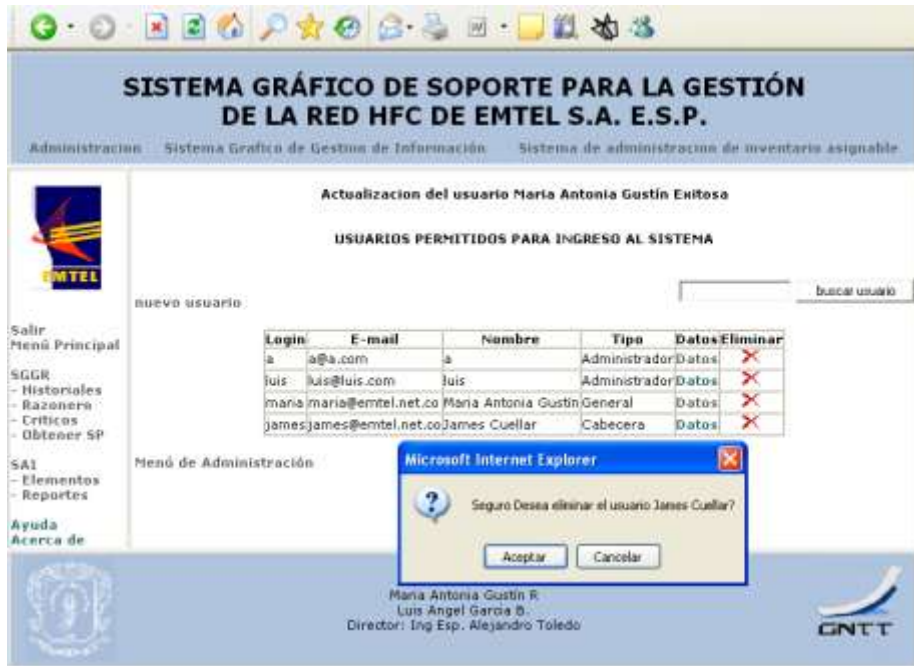 SISTEMA GRÁFICO DE SOPORTE PARA LA GESTIÓN
DE LA RED HFC DE EMTEL S.A. E.S.P.
Administracion Sistema Grafico de Gestion de Información Sistema de administracion de inventario asignable
EMTEL
Actualizacion del usuario Maria Antonia Gustín Exitosa
USUARIOS PERMITIDOS PARA INGRESO AL SISTEMA
buscar usuario
nuevo usuario
Salir
Menú Principal
SGGR
- Historiales
- Razonero
- Criticos
- Obtener SP
SAI
- Elementos
- Reportes
Ayuda
Acerca de
Login E-mail Nombre Tipo Datos Eliminar
a a@a.com a Administrador Datos
luis luis@luis.com luis Administrador Datos
maria maria@emtel.net.co Maria Antonia Gustin General Datos
james james@emtel.net.co James Cuellar Cabecera Datos
Menú de Administración
Microsoft Internet Explorer
Seguro Desea eliminar el usuario James Cuellar?
Aceptar Cancelar
Maria Antonia Gustín R
Luis Angel Garcia B.
Director: Ing Esp. Alejandro Toledo
GNTT